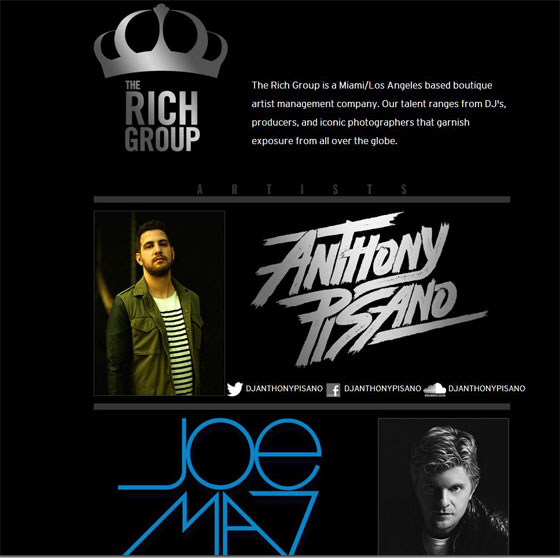 THE
RICH
GROUP
The Rich Group is a Miami/Los Angeles based boutique
artist management company. Our talent ranges from DJ's,
producers, and iconic photographers that garnish
exposure from all over the globe.
ARTISTS
ANTHONY
PISANO
DJANTHONYPISANO DJANTHONYPISANO DJANTHONYPISANO
JOE
MA7